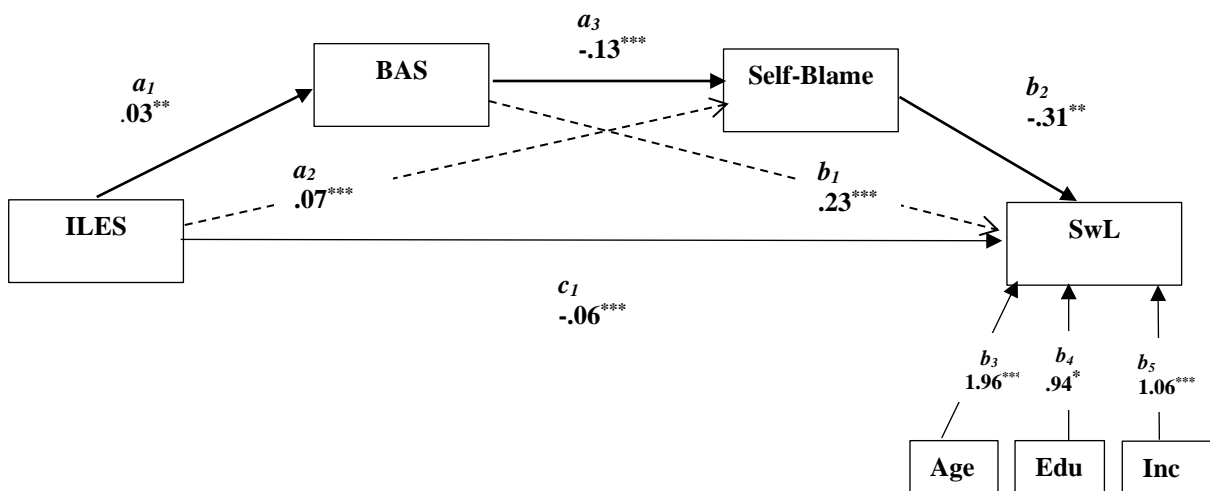 a3
-.13***
BAS
Self-Blame
a1
.03**
b2
-.31**
a2
.07***
b1
.23***
ILES
SwL
c1
-.06***
b3
1.96***
b4
.94*
b5
1.06***
Age
Edu
Inc